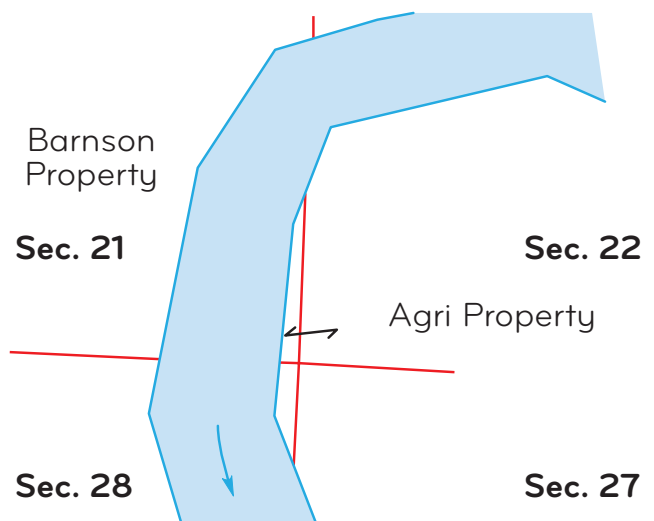 Barnson
Property
Sec. 21
Sec. 22
Agri Property
Sec. 28
Sec. 27